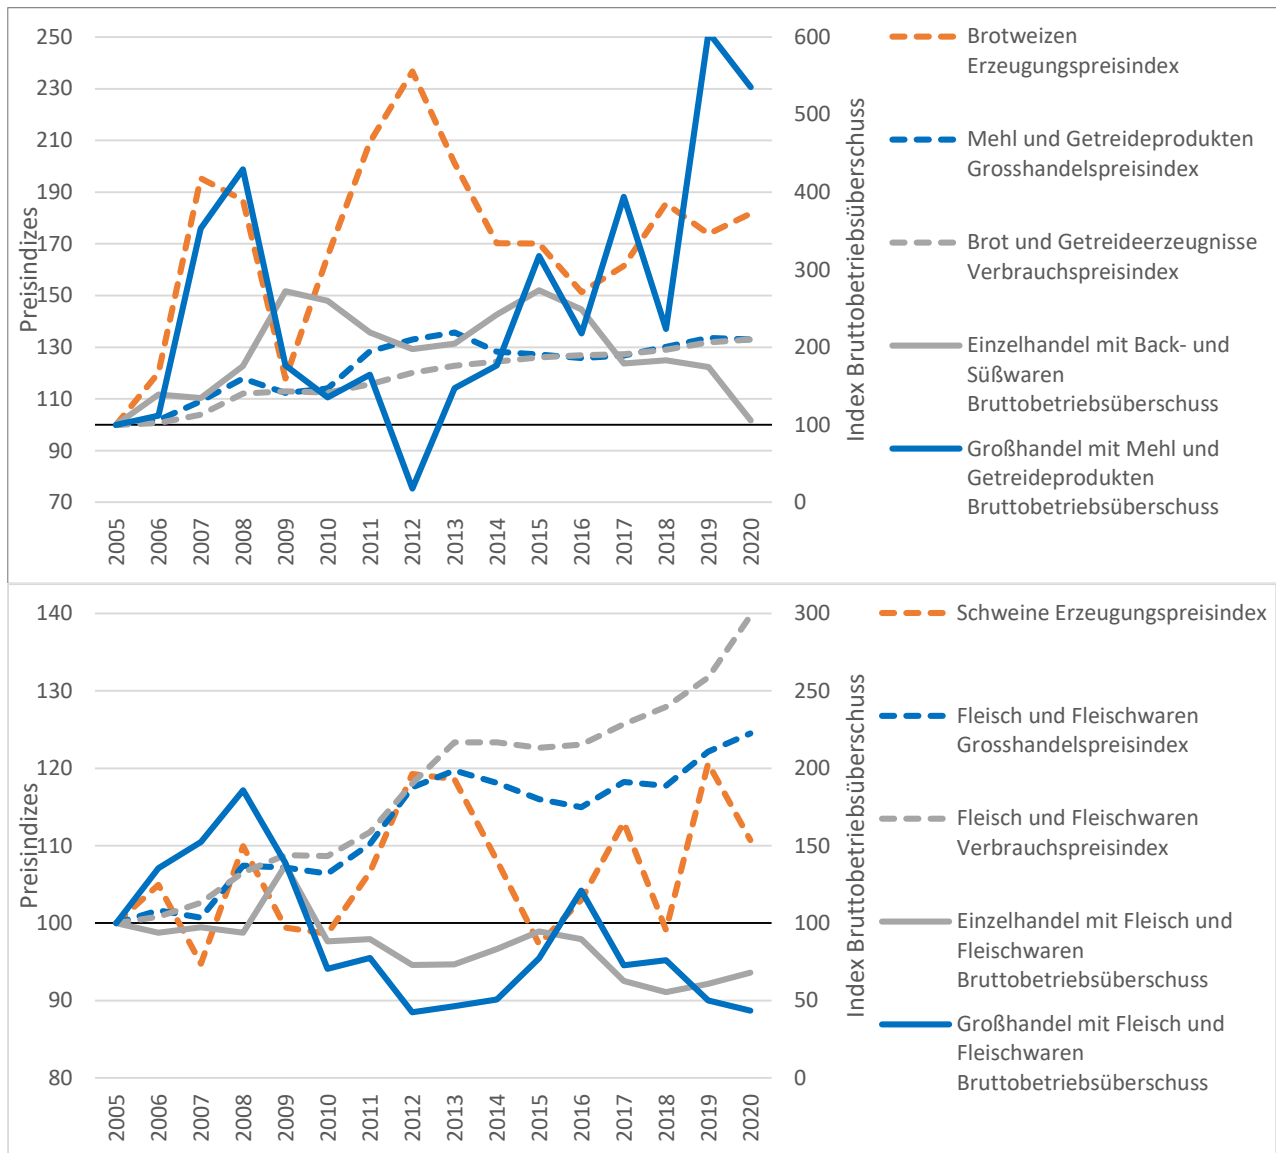 250
230
210
190
170
150
130
110
90
70
Preisindizes
600
500
400
300
200
100
0
Index Bruttobetriebsüberschuss
2005
2006
2007
2008
2009
2010
2011
2012
2013
2014
2015
2016
2017
2018
2019
2020
Brotweizen
Erzeugungspreisindex
Mehl und Getreideprodukten
Grosshandelspreisindex
Brot und Getreideerzeugnisse
Verbrauchspreisindex
Einzelhandel mit Back- und
Süßwaren
Bruttobetriebsüberschuss
Großhandel mit Mehl und
Getreideprodukten
Bruttobetriebsüberschuss
140
130
120
110
100
90
80
Preisindizes
300
250
200
150
100
50
0
Index Bruttobetriebsüberschuss
2005
2006
2007
2008
2009
2010
2011
2012
2013
2014
2015
2016
2017
2018
2019
2020
Schweine Erzeugungspreisindex
Fleisch und Fleischwaren
Grosshandelspreisindex
Fleisch und Fleischwaren
Verbrauchspreisindex
Einzelhandel mit Fleisch und
Fleischwaren
Bruttobetriebsüberschuss
Großhandel mit Fleisch und
Fleischwaren
Bruttobetriebsüberschuss